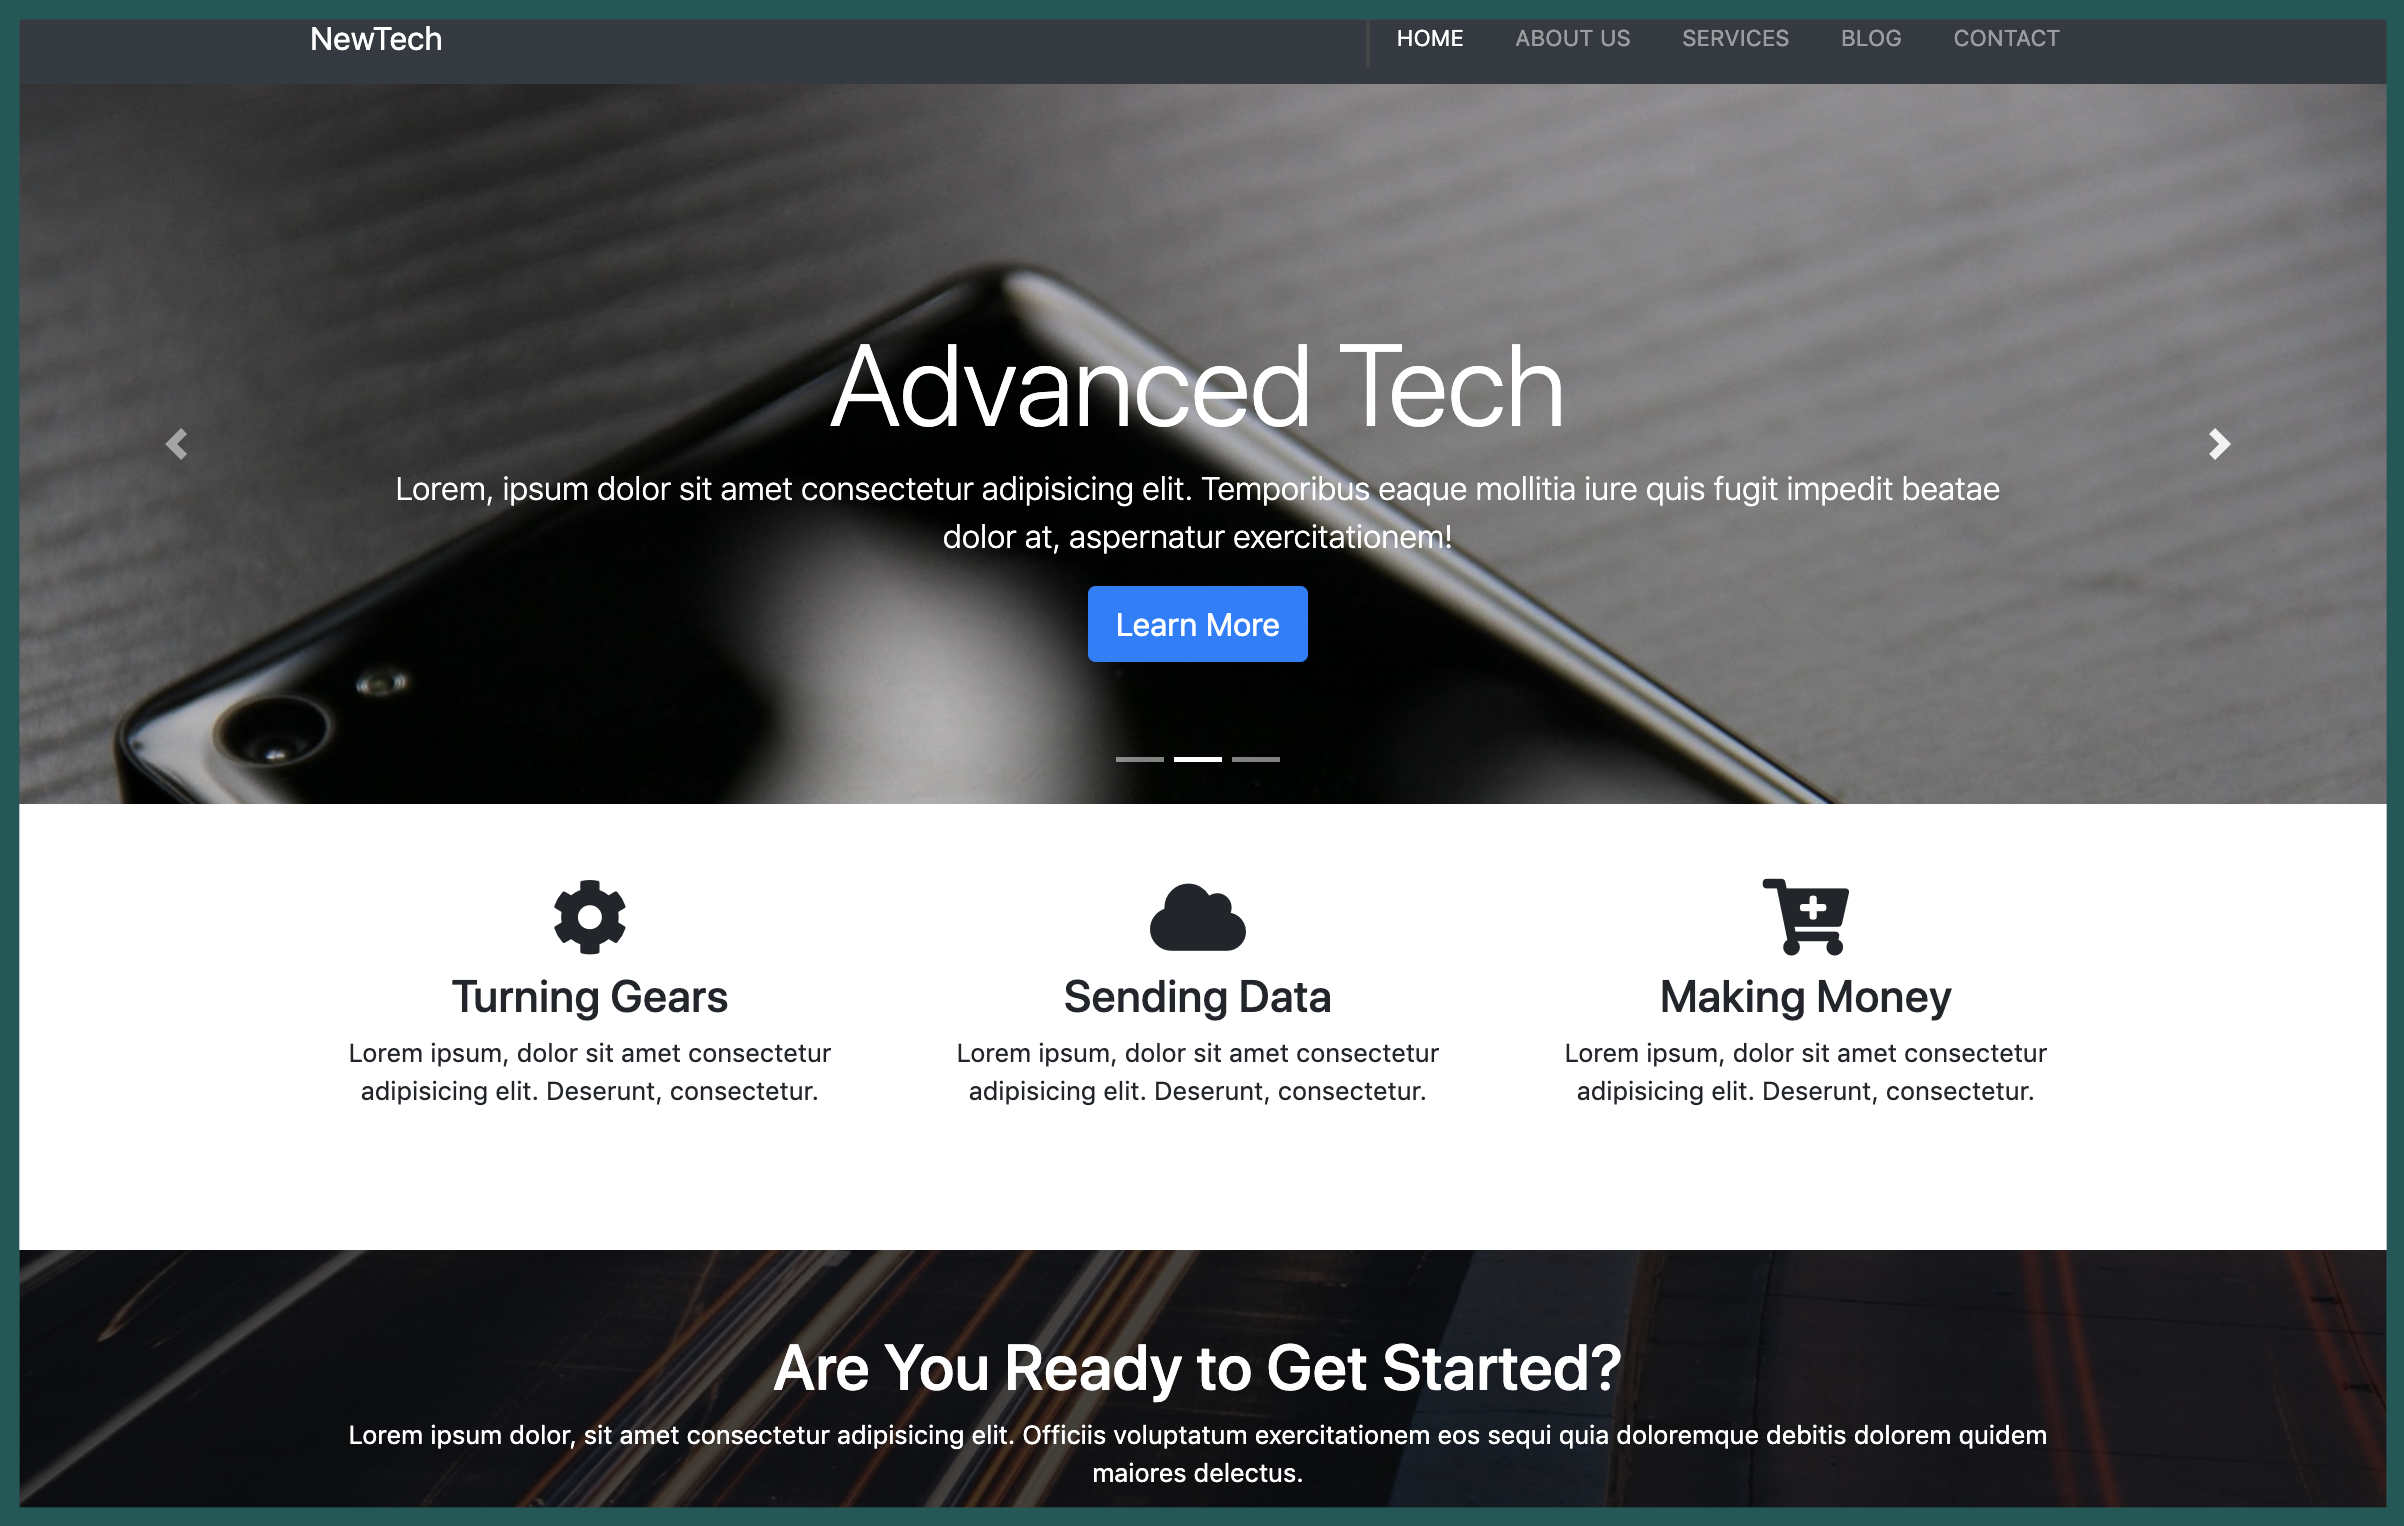 NewTech
HOME ABOUT US SERVICES BLOG CONTACT
Advanced Tech
Lorem, ipsum dolor sit amet consectetur adipisicing elit. Temporibus eaque mollitia iure quis fugit impedit beatae
dolor at, aspernatur exercitationem!
Learn More
Turning Gears
Lorem ipsum, dolor sit amet consectetur
adipisicing elit. Deserunt, consectetur.
Sending Data
Lorem ipsum, dolor sit amet consectetur
adipisicing elit. Deserunt, consectetur.
Making Money
Lorem ipsum, dolor sit amet consectetur
adipisicing elit. Deserunt, consectetur.
Are You Ready to Get Started?
Lorem ipsum dolor, sit amet consectetur adipisicing elit. Officiis voluptatum exercitationem eos sequi quia doloremque debitis dolorem quidem
maiores delectus.